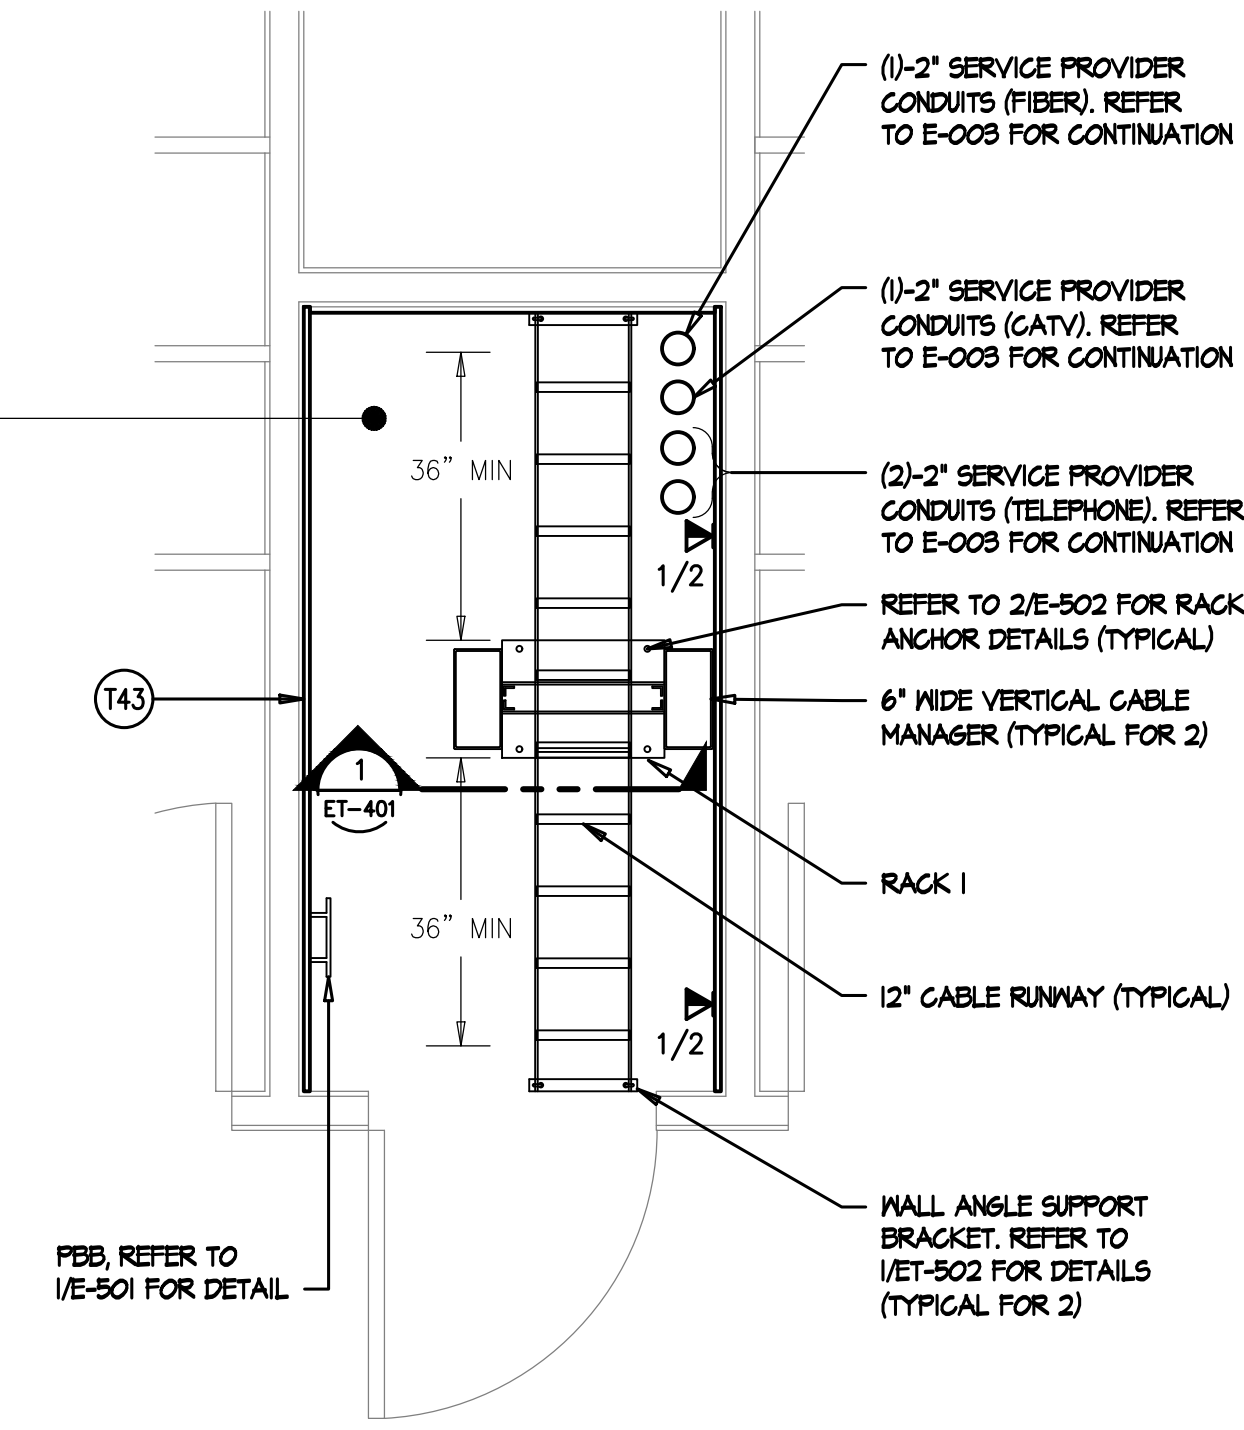 (1)-2" SERVICE PROVIDER
CONDUITS (FIBER). REFER
TO E-003 FOR CONTINUATION
(1)-2" SERVICE PROVIDER
CONDUITS (CATV). REFER
TO E-003 FOR CONTINUATION
36" MIN
(2)-2" SERVICE PROVIDER
CONDUITS (TELEPHONE). REFER
TO E-003 FOR CONTINUATION
1/2
REFER TO 2/E-502 FOR RACK
ANCHOR DETAILS (TYPICAL)
T43
6" WIDE VERTICAL CABLE
MANAGER (TYPICAL FOR 2)
1
ET-401
RACK 1
36" MIN
12" CABLE RUNWAY (TYPICAL)
1/2
WALL ANGLE SUPPORT
BRACKET. REFER TO
1/ET-502 FOR DETAILS
(TYPICAL FOR 2)
PBB, REFER TO
1/E-501 FOR DETAIL